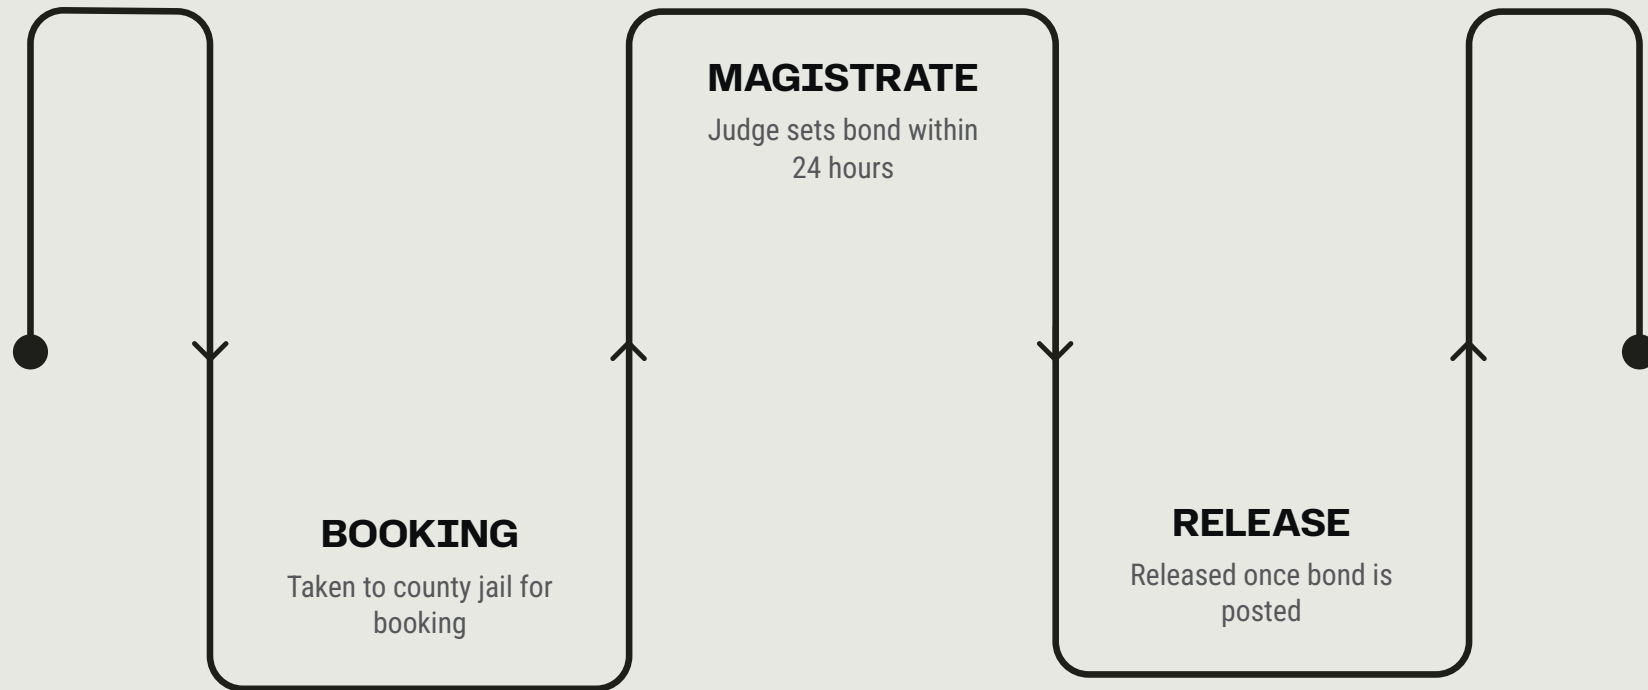 BOOKING
Taken to county jail for
booking
MAGISTRATE
Judge sets bond within
24 hours
RELEASE
Released once bond is
posted